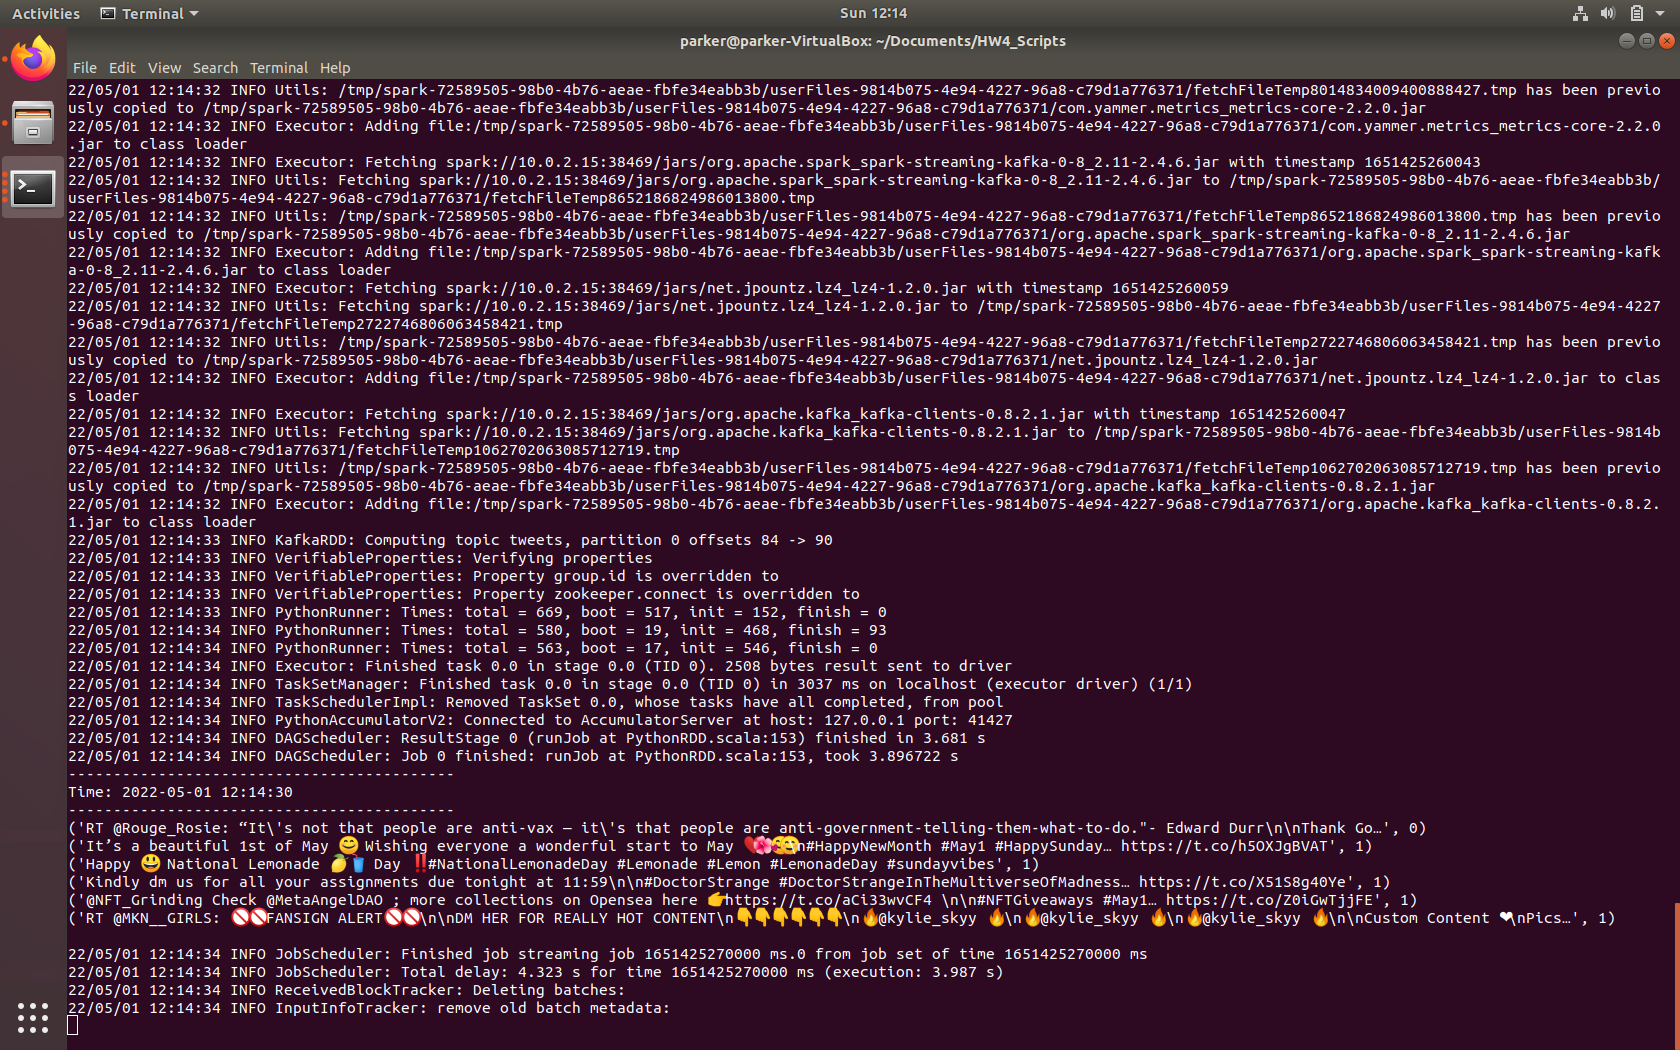 Activities Terminal Sun 12:14
parker@parker-VirtualBox: ~/Documents/HW4_Scripts
File Edit View Search Terminal Help
22/05/01 12:14:32 INFO Utils: /tmp/spark-72589505-98b0-4b76-aeae-fbfe34eabb3b/userFiles-9814b075-4e94-4227-96a8-c79d1a776371/fetchFileTemp8014834009400888427.tmp has been previo
usly copied to /tmp/spark-72589505-98b0-4b76-aeae-fbfe34eabb3b/userFiles-9814b075-4e94-4227-96a8-c79d1a776371/com.yammer.metrics_metrics-core-2.2.0.jar
22/05/01 12:14:32 INFO Executor: Adding file:/tmp/spark-72589505-98b0-4b76-aeae-fbfe34eabb3b/userFiles-9814b075-4e94-4227-96a8-c79d1a776371/com.yammer.metrics_metrics-core-2.2.0
.jar to class loader
22/05/01 12:14:32 INFO Executor: Fetching spark://10.0.2.15:38469/jars/org.apache.spark_spark-streaming-kafka-0-8_2.11-2.4.6.jar with timestamp 1651425260043
22/05/01 12:14:32 INFO Utils: Fetching spark://10.0.2.15:38469/jars/org.apache.spark_spark-streaming-kafka-0-8_2.11-2.4.6.jar to /tmp/spark-72589505-98b0-4b76-aeae-fbfe34eabb3b/
userFiles-9814b075-4e94-4227-96a8-c79d1a776371/fetchFileTemp8652186824986013800.tmp
22/05/01 12:14:32 INFO Utils: /tmp/spark-72589505-98b0-4b76-aeae-fbfe34eabb3b/userFiles-9814b075-4e94-4227-96a8-c79d1a776371/fetchFileTemp8652186824986013800.tmp has been previo
usly copied to /tmp/spark-72589505-98b0-4b76-aeae-fbfe34eabb3b/userFiles-9814b075-4e94-4227-96a8-c79d1a776371/org.apache.spark_spark-streaming-kafka-0-8_2.11-2.4.6.jar
22/05/01 12:14:32 INFO Executor: Adding file:/tmp/spark-72589505-98b0-4b76-aeae-fbfe34eabb3b/userFiles-9814b075-4e94-4227-96a8-c79d1a776371/org.apache.spark_spark-streaming-kafk
a-0-8_2.11-2.4.6.jar to class loader
22/05/01 12:14:32 INFO Executor: Fetching spark://10.0.2.15:38469/jars/net.jpountz.lz4_lz4-1.2.0.jar with timestamp 1651425260059
22/05/01 12:14:32 INFO Utils: Fetching spark://10.0.2.15:38469/jars/net.jpountz.lz4_lz4-1.2.0.jar to /tmp/spark-72589505-98b0-4b76-aeae-fbfe34eabb3b/userFiles-9814b075-4e94-4227
-96a8-c79d1a776371/fetchFileTemp2722746806063458421.tmp
22/05/01 12:14:32 INFO Utils: /tmp/spark-72589505-98b0-4b76-aeae-fbfe34eabb3b/userFiles-9814b075-4e94-4227-96a8-c79d1a776371/fetchFileTemp2722746806063458421.tmp has been previo
usly copied to /tmp/spark-72589505-98b0-4b76-aeae-fbfe34eabb3b/userFiles-9814b075-4e94-4227-96a8-c79d1a776371/net.jpountz.lz4_lz4-1.2.0.jar
22/05/01 12:14:32 INFO Executor: Adding file:/tmp/spark-72589505-98b0-4b76-aeae-fbfe34eabb3b/userFiles-9814b075-4e94-4227-96a8-c79d1a776371/net.jpountz.lz4_lz4-1.2.0.jar to clas
s loader
22/05/01 12:14:32 INFO Executor: Fetching spark://10.0.2.15:38469/jars/org.apache.kafka_kafka-clients-0.8.2.1.jar with timestamp 1651425260047
22/05/01 12:14:32 INFO Utils: Fetching spark://10.0.2.15:38469/jars/org.apache.kafka_kafka-clients-0.8.2.1.jar to /tmp/spark-72589505-98b0-4b76-aeae-fbfe34eabb3b/userFiles-9814b
075-4e94-4227-96a8-c79d1a776371/fetchFileTemp1062702063085712719.tmp
22/05/01 12:14:32 INFO Utils: /tmp/spark-72589505-98b0-4b76-aeae-fbfe34eabb3b/userFiles-9814b075-4e94-4227-96a8-c79d1a776371/fetchFileTemp1062702063085712719.tmp has been previo
usly copied to /tmp/spark-72589505-98b0-4b76-aeae-fbfe34eabb3b/userFiles-9814b075-4e94-4227-96a8-c79d1a776371/org.apache.kafka_kafka-clients-0.8.2.1.jar
22/05/01 12:14:32 INFO Executor: Adding file:/tmp/spark-72589505-98b0-4b76-aeae-fbfe34eabb3b/userFiles-9814b075-4e94-4227-96a8-c79d1a776371/org.apache.kafka_kafka-clients-0.8.2.
1.jar to class loader
22/05/01 12:14:33 INFO KafkaRDD: Computing topic tweets, partition 0 offsets 84 -> 90
22/05/01 12:14:33 INFO VerifiableProperties: Verifying properties
22/05/01 12:14:33 INFO VerifiableProperties: Property group.id is overridden to
22/05/01 12:14:33 INFO VerifiableProperties: Property zookeeper.connect is overridden to
22/05/01 12:14:33 INFO PythonRunner: Times: total = 669, boot = 517, init = 152, finish = 0
22/05/01 12:14:34 INFO PythonRunner: Times: total = 580, boot = 19, init = 468, finish = 93
22/05/01 12:14:34 INFO PythonRunner: Times: total = 563, boot = 17, init = 546, finish = 0
22/05/01 12:14:34 INFO Executor: Finished task 0.0 in stage 0.0 (TID 0). 2508 bytes result sent to driver
22/05/01 12:14:34 INFO TaskSetManager: Finished task 0.0 in stage 0.0 (TID 0) in 3037 ms on localhost (executor driver) (1/1)
22/05/01 12:14:34 INFO TaskSchedulerImpl: Removed TaskSet 0.0, whose tasks have all completed, from pool
22/05/01 12:14:34 INFO PythonAccumulatorV2: Connected to AccumulatorServer at host: 127.0.0.1 port: 41427
22/05/01 12:14:34 INFO DAGScheduler: ResultStage 0 (runJob at PythonRDD.scala:153) finished in 3.681 s
22/05/01 12:14:34 INFO DAGScheduler: Job 0 finished: runJob at PythonRDD.scala:153, took 3.896722 s
-------------------------------------------
Time: 2022-05-01 12:14:30
-------------------------------------------
('RT @Rouge_Rosie: “It\'s not that people are anti-vax — it\'s that people are anti-government-telling-them-what-to-do."- Edward Durr\n\nThank Go…', 0)
('It’s a beautiful 1st of May 😊 Wishing everyone a wonderful start to May ❤️🌺🥰\n#HappyNewMonth #May1 #HappySunday… https://t.co/h5OXJgBVAT', 1)
('Happy 😃 National Lemonade 🍋🥤 Day ‼️#NationalLemonadeDay #Lemonade #Lemon #LemonadeDay #sundayvibes', 1)
('Kindly dm us for all your assignments due tonight at 11:59\n\n#DoctorStrange #DoctorStrangeInTheMultiverseOfMadness… https://t.co/X51S8g40Ye', 1)
('@NFT_Grinding Check @MetaAngelDAO ; more collections on Opensea here 👉https://t.co/aCi33wvCF4 \n\n#NFTGiveaways #May1… https://t.co/Z0iGwTjjFE', 1)
('RT @MKN__GIRLS: 🚫🚫FANSIGN ALERT🚫🚫\n\nDM HER FOR REALLY HOT CONTENT\n👇👇👇👇👇👇\n🔥@kylie_skyy 🔥\n🔥@kylie_skyy 🔥\n🔥@kylie_skyy 🔥\n\nCustom Content ❤\nPics…', 1)
22/05/01 12:14:34 INFO JobScheduler: Finished job streaming job 1651425270000 ms.0 from job set of time 1651425270000 ms
22/05/01 12:14:34 INFO JobScheduler: Total delay: 4.323 s for time 1651425270000 ms (execution: 3.987 s)
22/05/01 12:14:34 INFO ReceivedBlockTracker: Deleting batches:
22/05/01 12:14:34 INFO InputInfoTracker: remove old batch metadata: